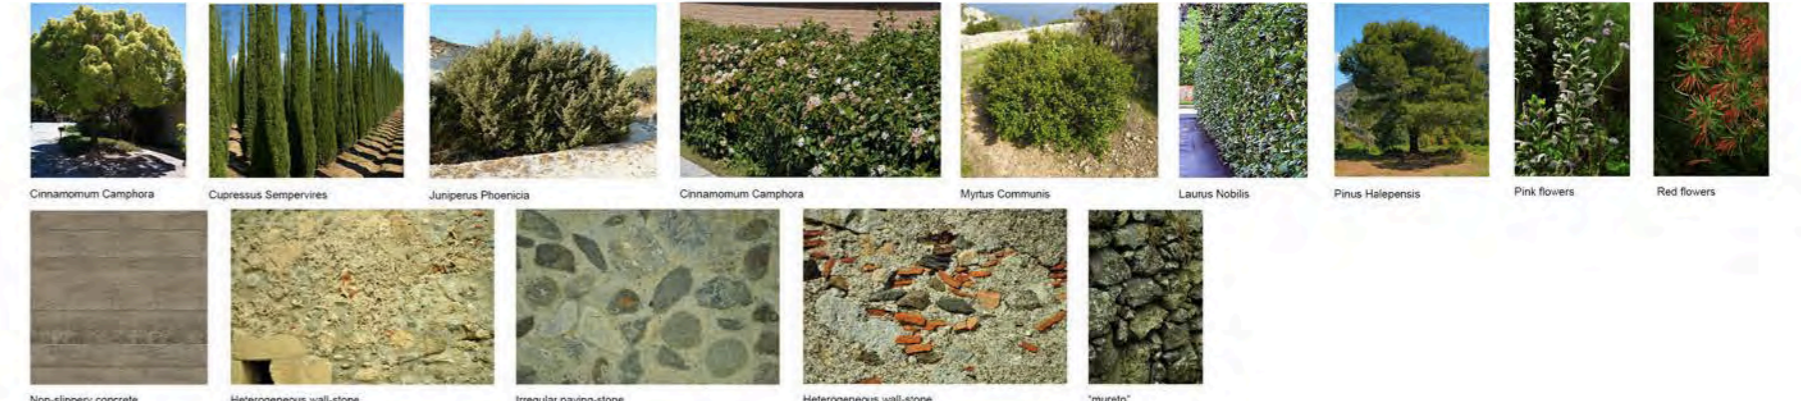 Cinnamomum Camphora
Cupressus Sempervires
Juniperus Phoenicia
Cinnamomum Camphora
Myrtus Communis
Laurus Nobilis
Pinus Halepensis
Pink flowers
Red flowers
Non-slippery concrete
Heterogeneous wall-stone
Irregular paving-stone
Heterogeneous wall-stone
"mureto"